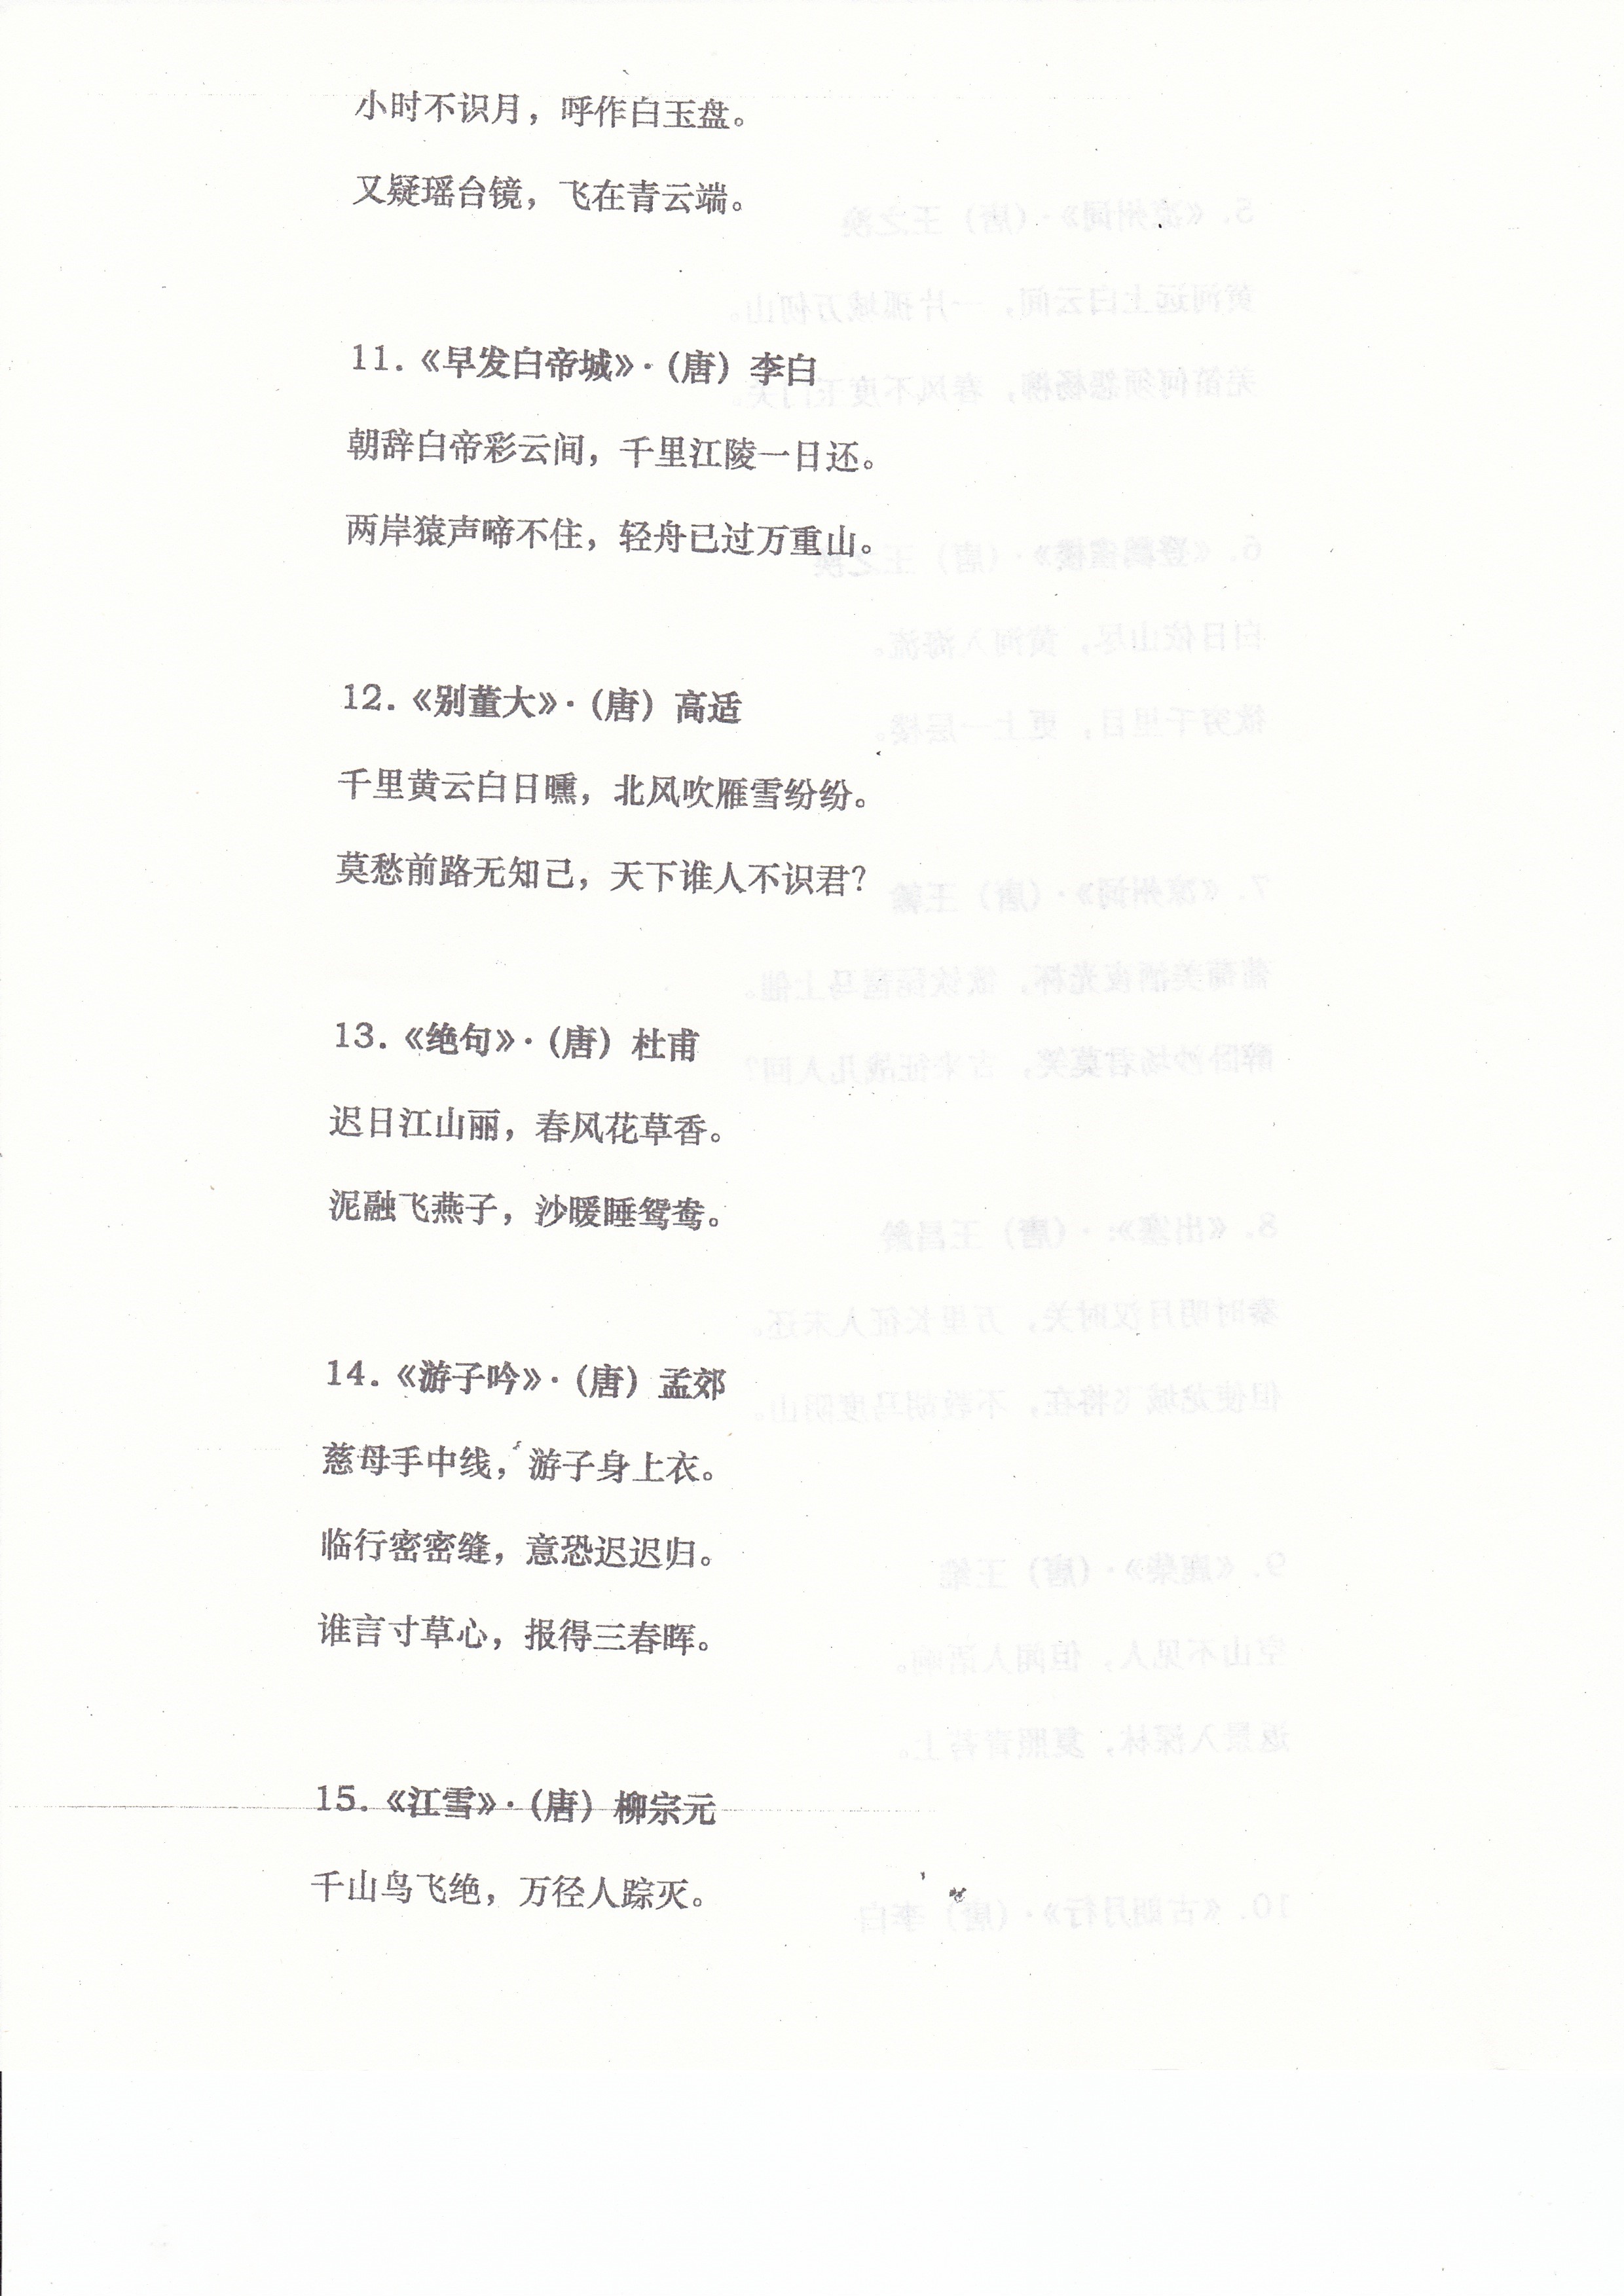 小时不识月，呼作白玉盘。
又疑瑶台镜，飞在青云端。
11.《早发白帝城》·（唐）李白
朝辞白帝彩云间，千里江陵一日还。
两岸猿声啼不住，轻舟已过万重山。
12.《别董大》·（唐）高适
千里黄云白日曛，北风吹雁雪纷纷。
莫愁前路无知己，天下谁人不识君？
13.《绝句》·（唐）杜甫
迟日江山丽，春风花草香。
泥融飞燕子，沙暖睡鸳鸯。
14.《游子吟》·（唐）孟郊
慈母手中线，游子身上衣。
临行密密缝，意恐迟迟归。
谁言寸草心，报得三春晖。
15.《江雪》·（唐）柳宗元
千山鸟飞绝，万径人踪灭。